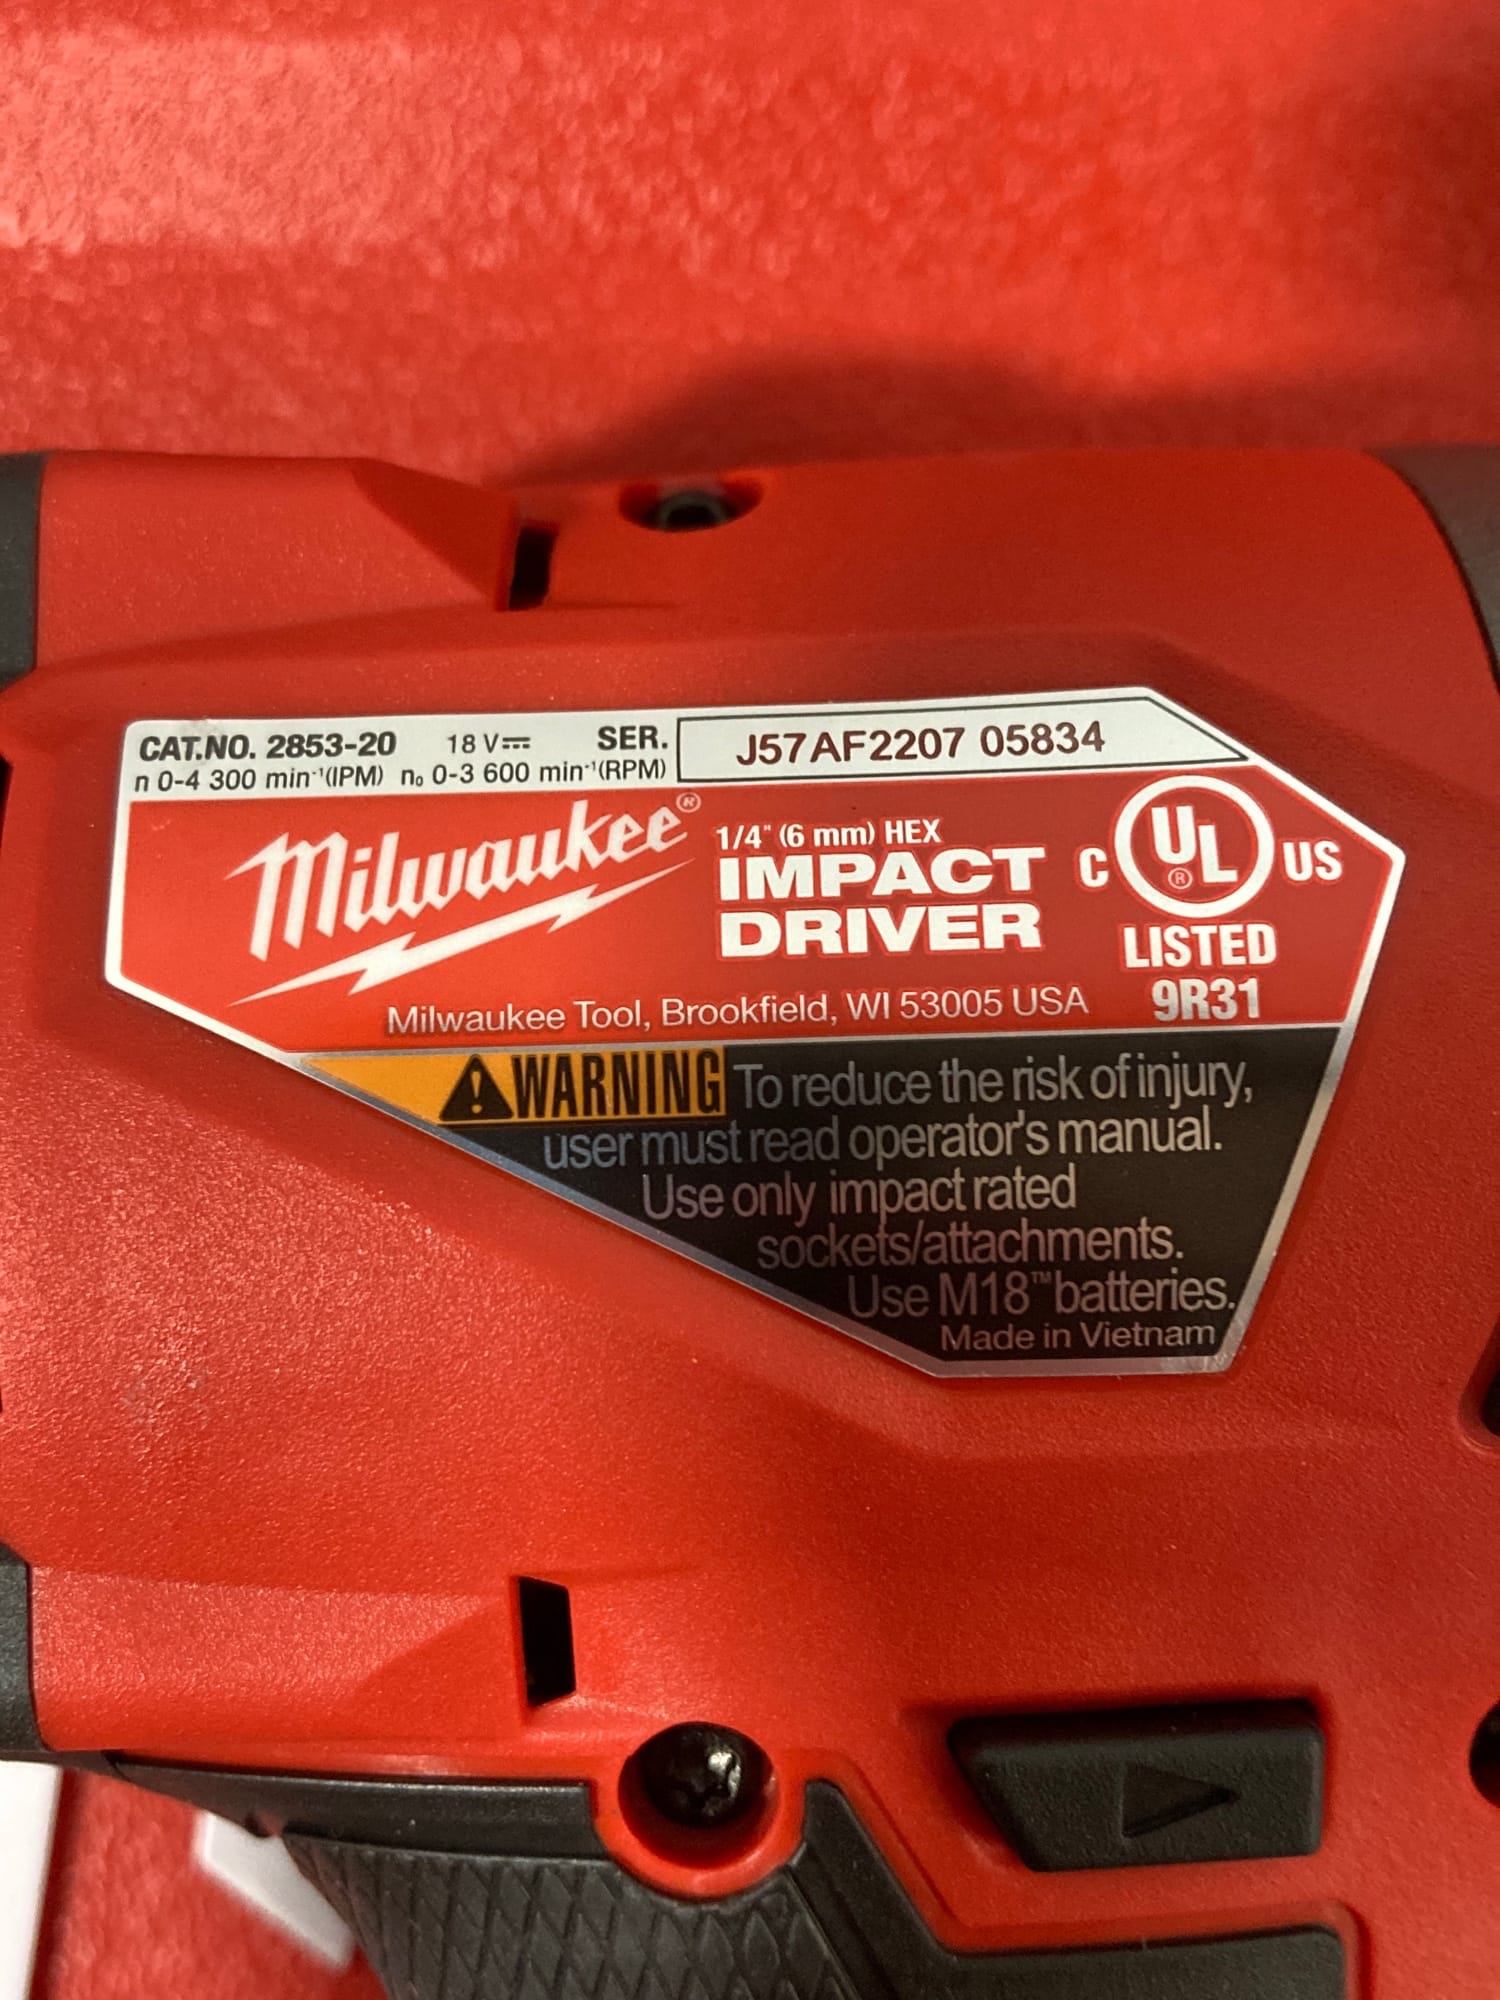 CAT.NO. 2853-20 18 V⎓ SER. J57AF2207 05834
n 0-4 300 min⁻¹(IPM) n₀ 0-3 600 min⁻¹(RPM)
Milwaukee®
1/4" (6 mm) HEX
IMPACT
DRIVER
C UL® US
LISTED
9R31
Milwaukee Tool, Brookfield, WI 53005 USA
⚠WARNING To reduce the risk of injury,
user must read operator's manual.
Use only impact rated
sockets/attachments.
Use M18™ batteries.
Made in Vietnam